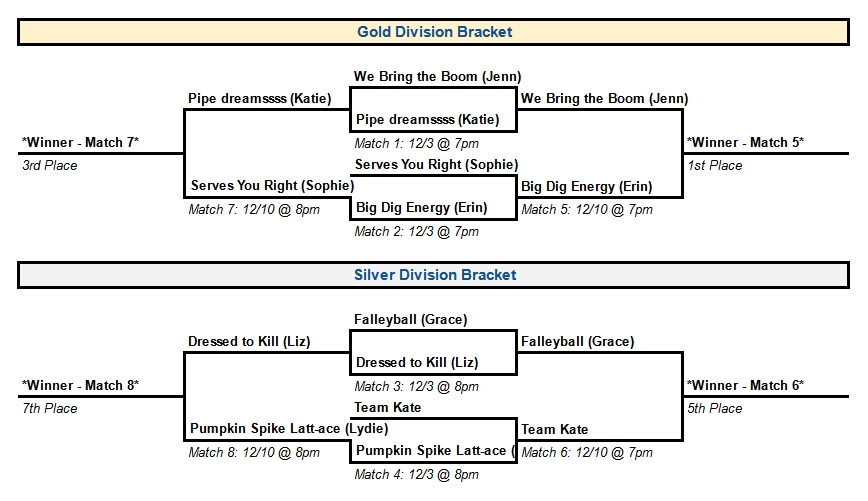 Gold Division Bracket
We Bring the Boom (Jenn)
Pipe dreamssss (Katie)
We Bring the Boom (Jenn)
Pipe dreamssss (Katie)
*Winner - Match 7*
Match 1: 12/3 @ 7pm
*Winner - Match 5*
3rd Place
Serves You Right (Sophie)
1st Place
Serves You Right (Sophie)
Big Dig Energy (Erin)
Match 7: 12/10 @ 8pm
Big Dig Energy (Erin)
Match 5: 12/10 @ 7pm
Match 2: 12/3 @ 7pm
Silver Division Bracket
Falleyball (Grace)
Dressed to Kill (Liz)
Falleyball (Grace)
Dressed to Kill (Liz)
*Winner - Match 8*
Match 3: 12/3 @ 8pm
*Winner - Match 6*
7th Place
Team Kate
5th Place
Pumpkin Spike Latt-ace (Lydie)
Team Kate
Match 8: 12/10 @ 8pm
Pumpkin Spike Latt-ace (
Match 6: 12/10 @ 7pm
Match 4: 12/3 @ 8pm